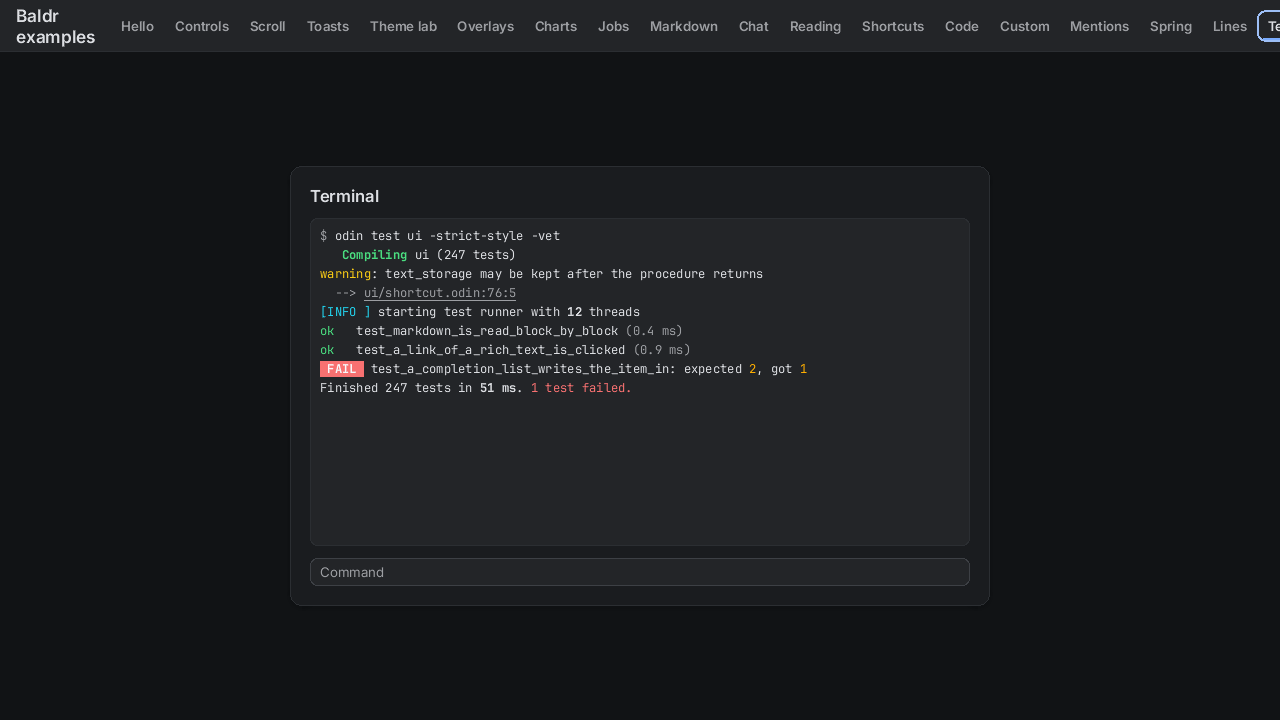 Baldr examples
Hello Controls Scroll Toasts Theme lab Overlays Charts Jobs Markdown Chat Reading Shortcuts Code Custom Mentions Spring Lines
Terminal
$ odin test ui -strict-style -vet
Compiling ui (247 tests)
warning: text_storage may be kept after the procedure returns
--> ui/shortcut.odin:76:5
[INFO ] starting test runner with 12 threads
ok test_markdown_is_read_block_by_block (0.4 ms)
ok test_a_link_of_a_rich_text_is_clicked (0.9 ms)
FAIL test_a_completion_list_writes_the_item_in: expected 2, got 1
Finished 247 tests in 51 ms. 1 test failed.
Command